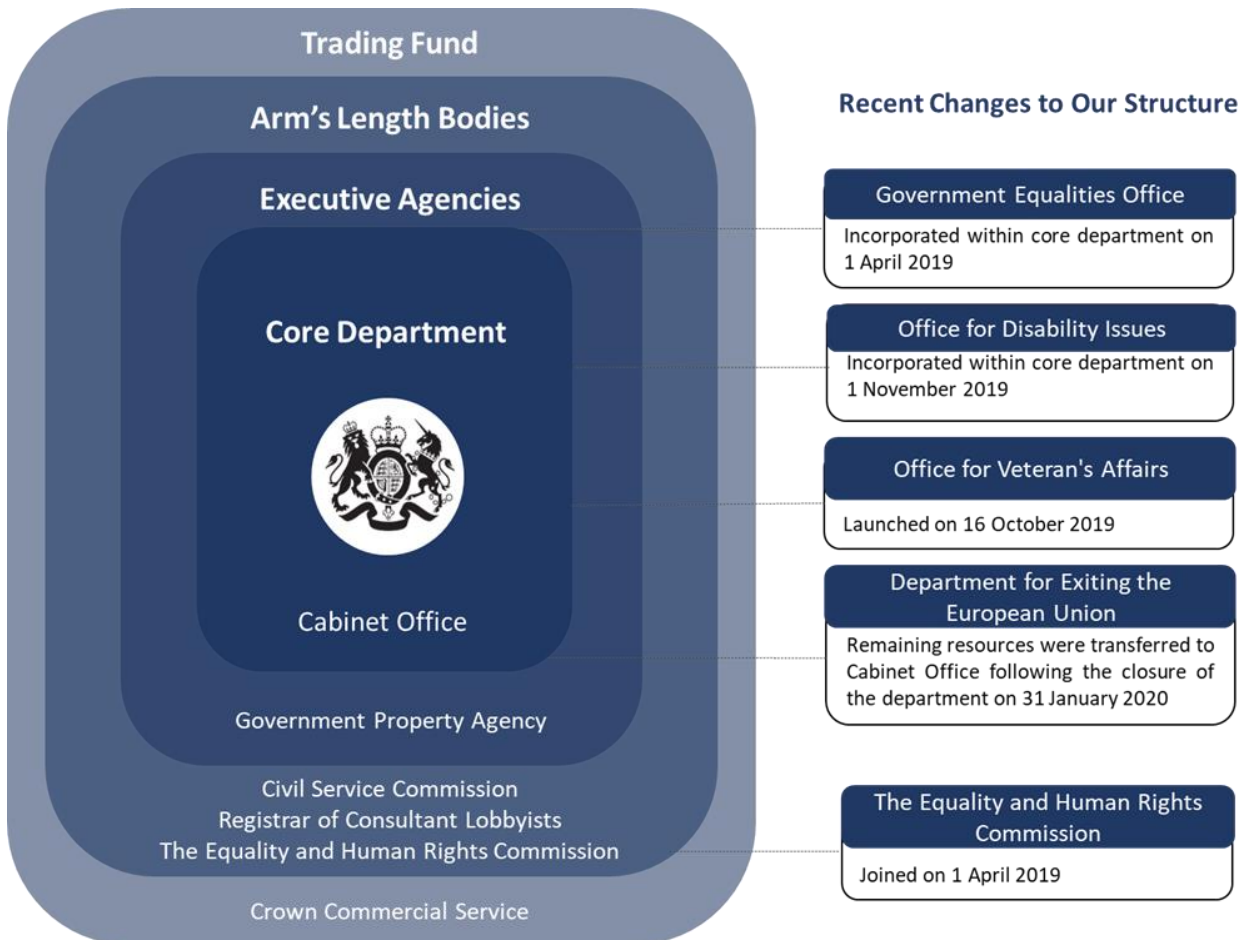 Trading Fund
Arm's Length Bodies
Executive Agencies
Core Department
Cabinet Office
Government Property Agency
Civil Service Commission
Registrar of Consultant Lobbyists
The Equality and Human Rights Commission
Crown Commercial Service
Recent Changes to Our Structure
Government Equalities Office
Incorporated within core department on
1 April 2019
Office for Disability Issues
Incorporated within core department on
1 November 2019
Office for Veteran's Affairs
Launched on 16 October 2019
Department for Exiting the
European Union
Remaining resources were transferred to
Cabinet Office following the closure of
the department on 31 January 2020
The Equality and Human Rights
Commission
Joined on 1 April 2019